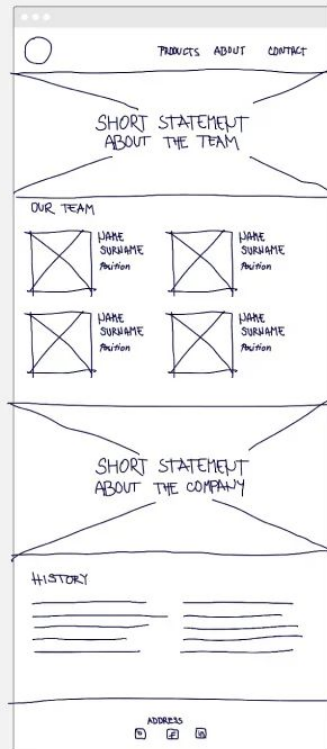 PRODUCTS ABOUT CONTACT
SHORT STATEMENT
ABOUT THE TEAM
OUR TEAM
NAME
SURNAME
Position
NAME
SURNAME
Position
NAME
SURNAME
Position
NAME
SURNAME
Position
SHORT STATEMENT
ABOUT THE COMPANY
HISTORY
ADDRESS